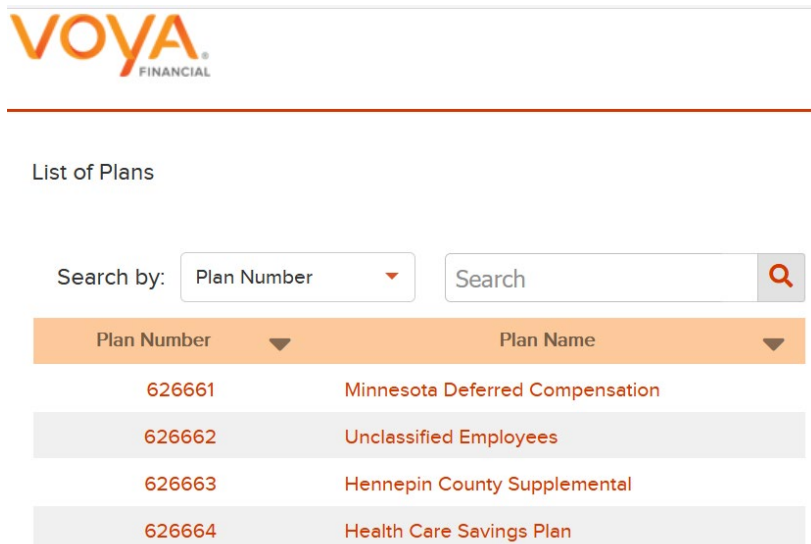 VOYA®
FINANCIAL
List of Plans
Search by: Plan Number Search
Plan Number Plan Name
626661 Minnesota Deferred Compensation
626662 Unclassified Employees
626663 Hennepin County Supplemental
626664 Health Care Savings Plan